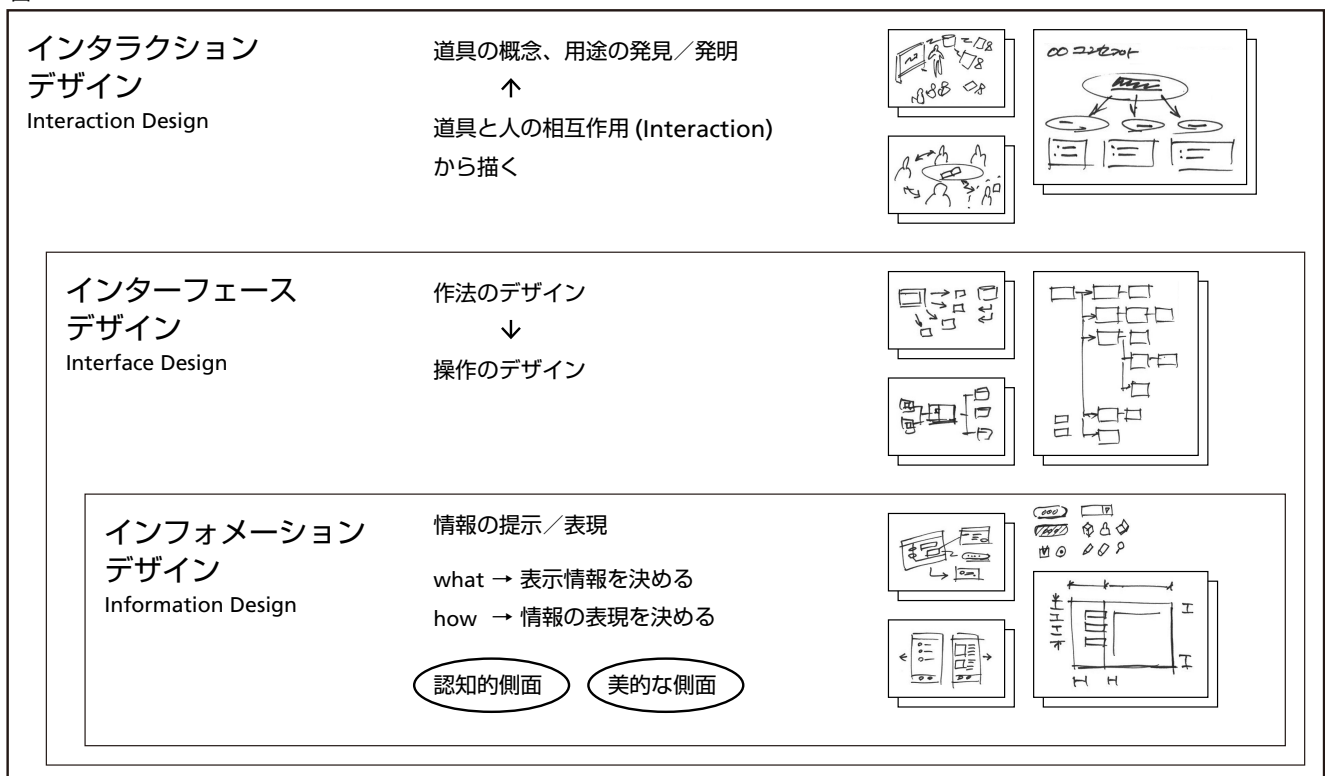 インタラクション
デザイン
Interaction Design
道具の概念、用途の発見／発明
↑
道具と人の相互作用 (Interaction)
から描く
インターフェース
デザイン
Interface Design
作法のデザイン
↓
操作のデザイン
インフォメーション
デザイン
Information Design
情報の提示／表現
what → 表示情報を決める
how → 情報の表現を決める
認知的側面
美的な側面